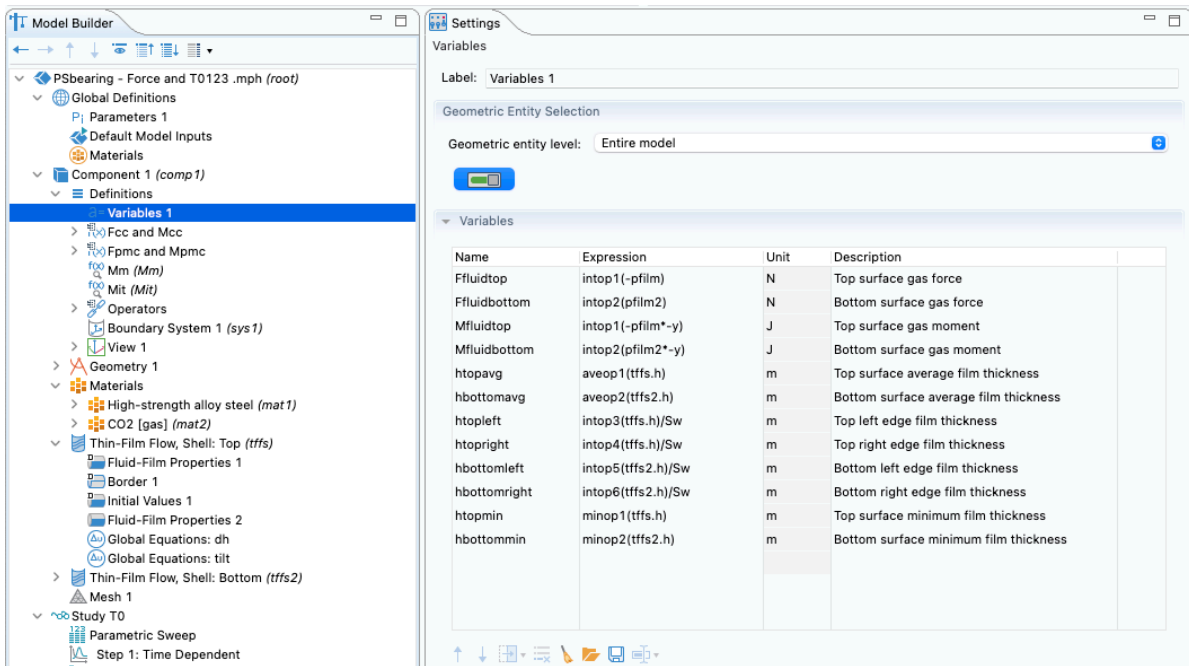 Model Builder
PSbearing - Force and T0123 .mph (root)
Global Definitions
Pi Parameters 1
Default Model Inputs
Materials
Component 1 (comp1)
Definitions
a= Variables 1
Fcc and Mcc
Fpmc and Mpmc
Mm (Mm)
Mit (Mit)
Operators
Boundary System 1 (sys1)
View 1
Geometry 1
Materials
High-strength alloy steel (mat1)
CO2 [gas] (mat2)
Thin-Film Flow, Shell: Top (tffs)
Fluid-Film Properties 1
Border 1
Initial Values 1
Fluid-Film Properties 2
Global Equations: dh
Global Equations: tilt
Thin-Film Flow, Shell: Bottom (tffs2)
Mesh 1
Study T0
Parametric Sweep
Step 1: Time Dependent
Settings
Variables
Label: Variables 1
Geometric Entity Selection
Geometric entity level: Entire model
Variables
Name Expression Unit Description
Ffluidtop intop1(-pfilm) N Top surface gas force
Ffluidbottom intop2(pfilm2) N Bottom surface gas force
Mfluidtop intop1(-pfilm*-y) J Top surface gas moment
Mfluidbottom intop2(pfilm2*-y) J Bottom surface gas moment
htopavg aveop1(tffs.h) m Top surface average film thickness
hbottomavg aveop2(tffs2.h) m Bottom surface average film thickness
htopleft intop3(tffs.h)/Sw m Top left edge film thickness
htopright intop4(tffs.h)/Sw m Top right edge film thickness
hbottomleft intop5(tffs2.h)/Sw m Bottom left edge film thickness
hbottomright intop6(tffs2.h)/Sw m Bottom right edge film thickness
htopmin minop1(tffs.h) m Top surface minimum film thickness
hbottommin minop2(tffs2.h) m Bottom surface minimum film thickness